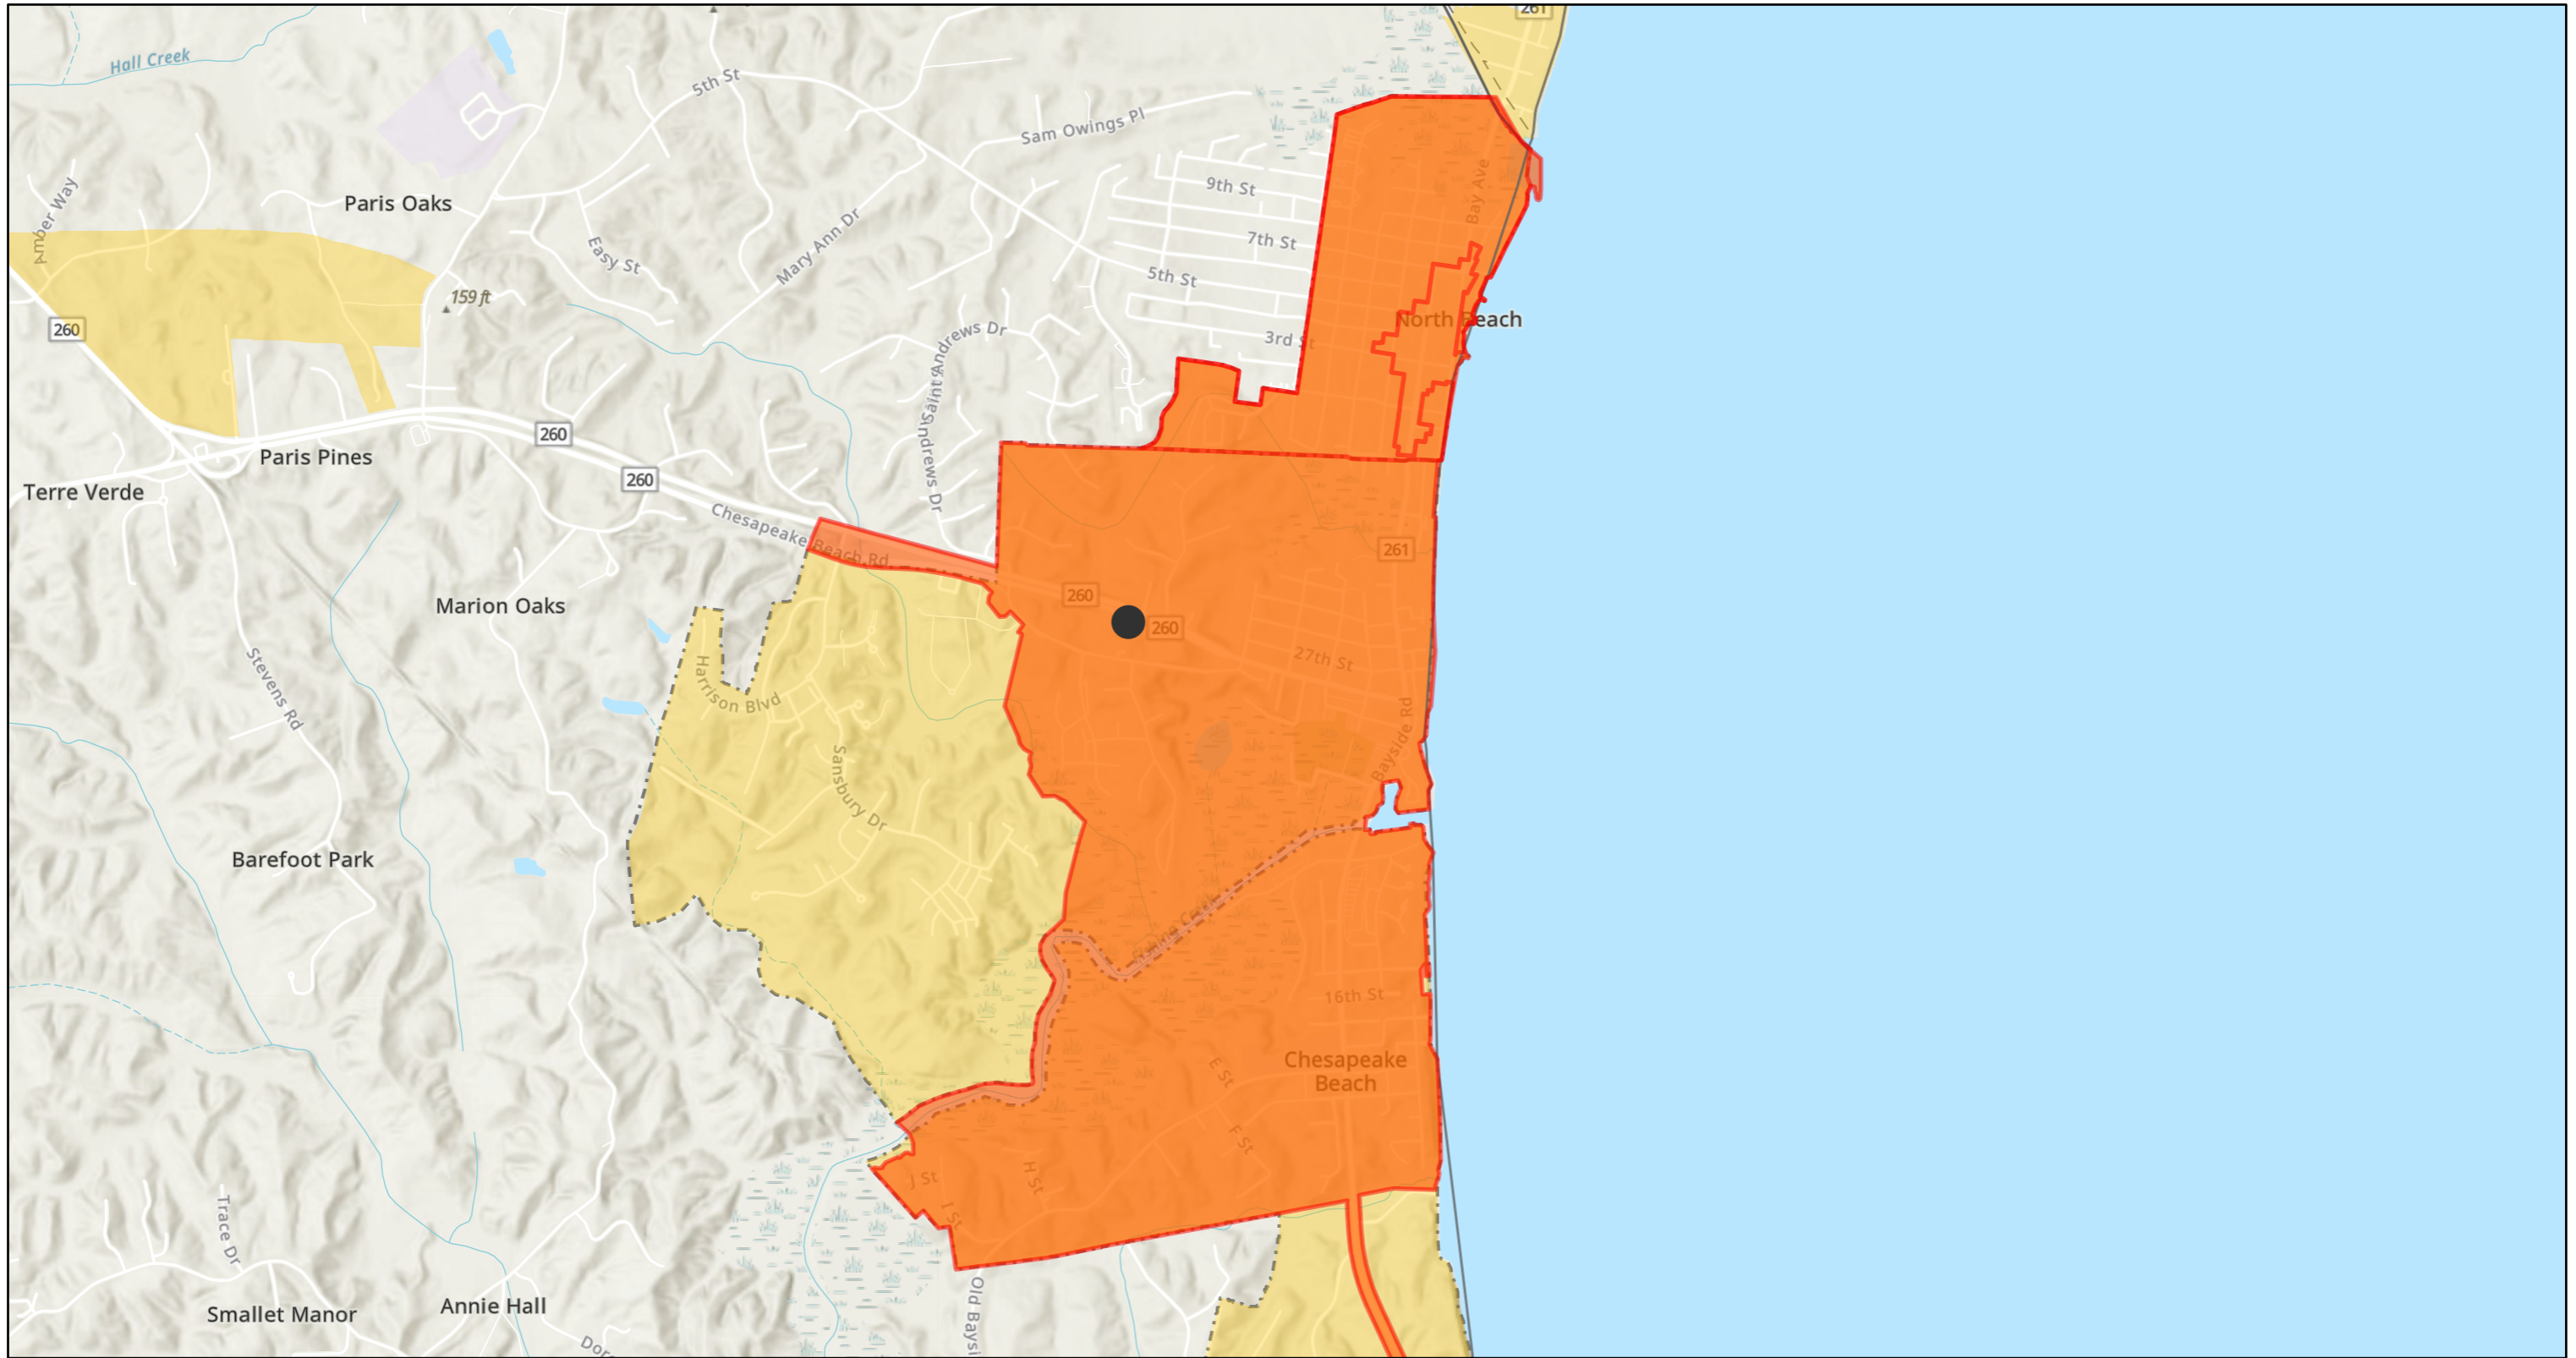 261
Hall Creek
5th St
Sam Owings Pl
Amber Way
Paris Oaks
9th St
Bay Ave
Easy St
Mary Ann Dr
7th St
5th St
159 ft
260
North Beach
Saint Andrews Dr
3rd St
260
Paris Pines
260
Terre Verde
Andrews Dr
Chesapeake Beach Rd
261
260
Marion Oaks
260
27th St
Harrison Blvd
Stevens Rd
Bayside Rd
Sansbury Dr
Barefoot Park
Fishing Creek
16th St
Chesapeake
Beach
E St
F St
J St
H St
I St
Trace Dr
Smallet Manor
Annie Hall
Old Baysi
Dor